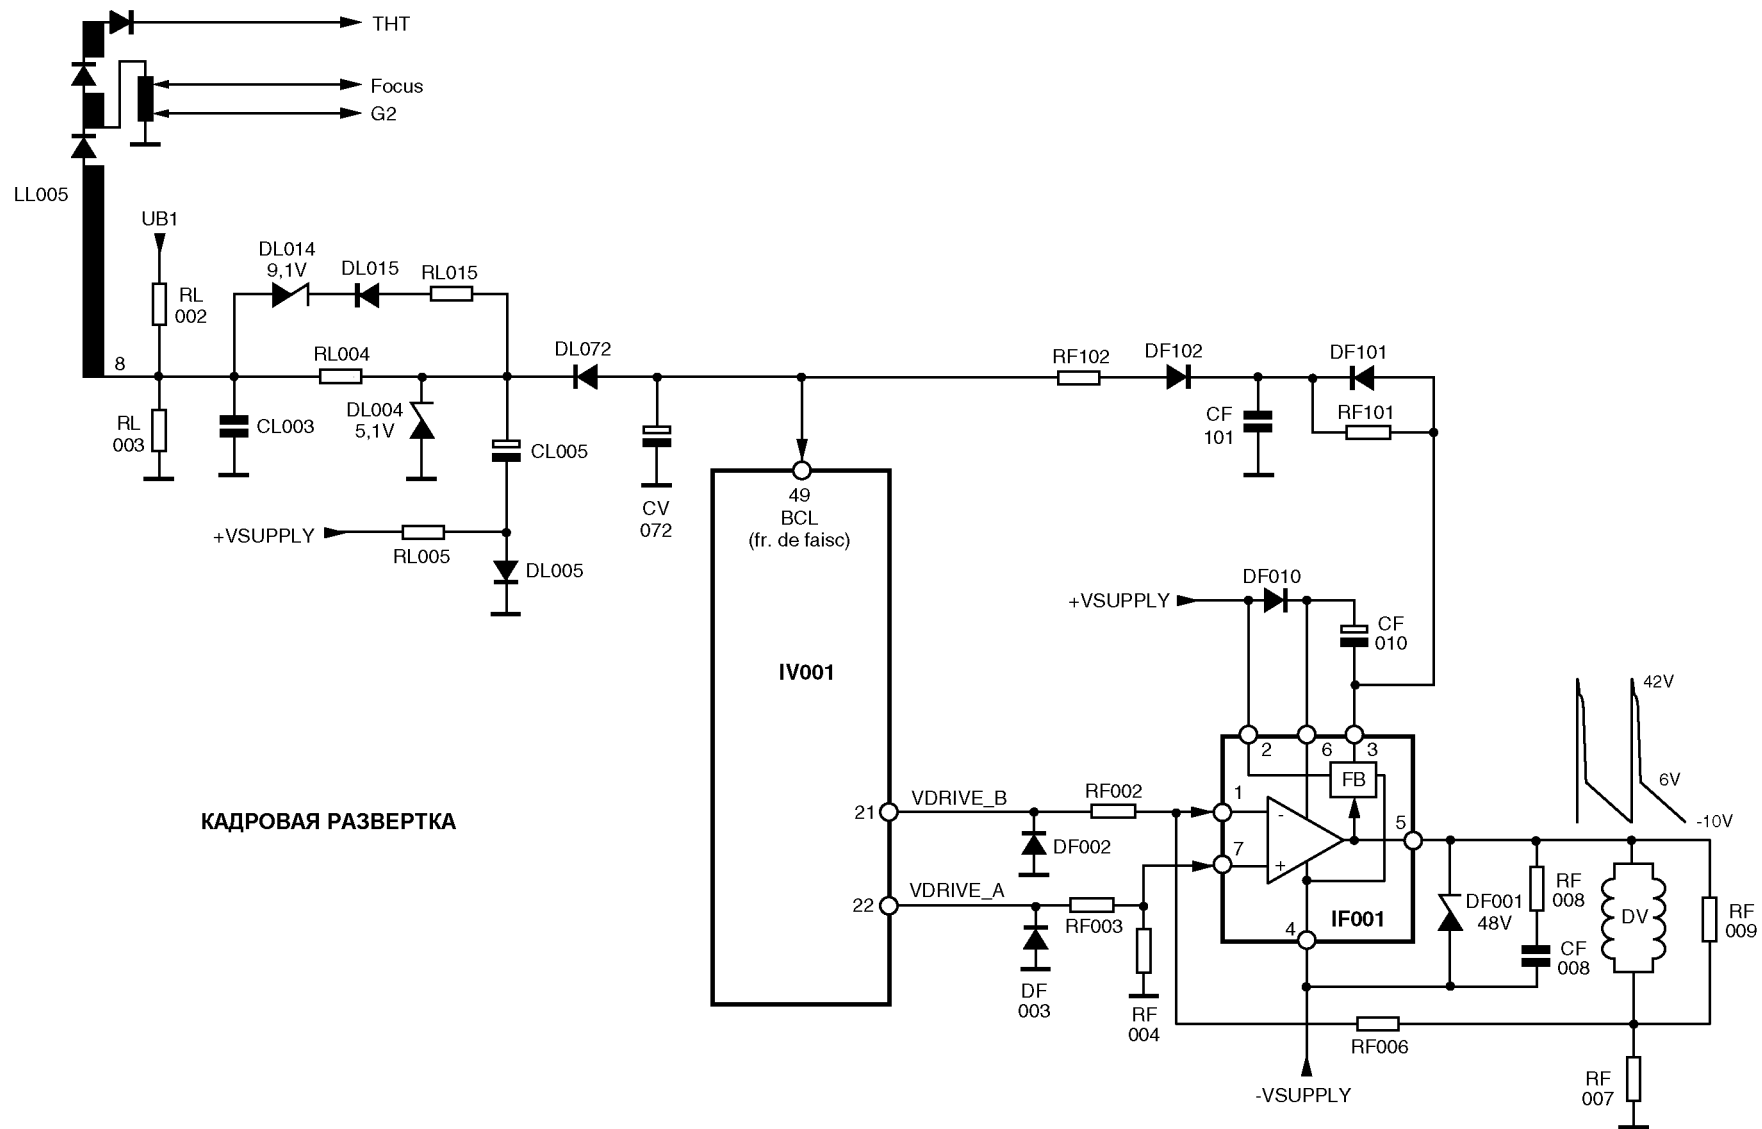 THT
Focus
G2
LL005
UB1
DL014
9,1V
DL015
RL015
RL
002
8
RL004
DL072
RF102
DF102
DF101
RL
003
CL003
DL004
5,1V
CL005
CF
101
RF101
49
BCL
(fr. de faisc)
CV
072
+VSUPPLY
RL005
DL005
DF010
+VSUPPLY
CF
010
IV001
42V
6V
-10V
2
6
3
FB
КАДРОВАЯ РАЗВЕРТКА
21
VDRIVE_B
RF002
1
-
5
DF002
7
+
22
VDRIVE_A
RF003
4
IF001
DF001
48V
RF
008
DV
RF
009
CF
008
DF
003
RF
004
RF006
-VSUPPLY
RF
007